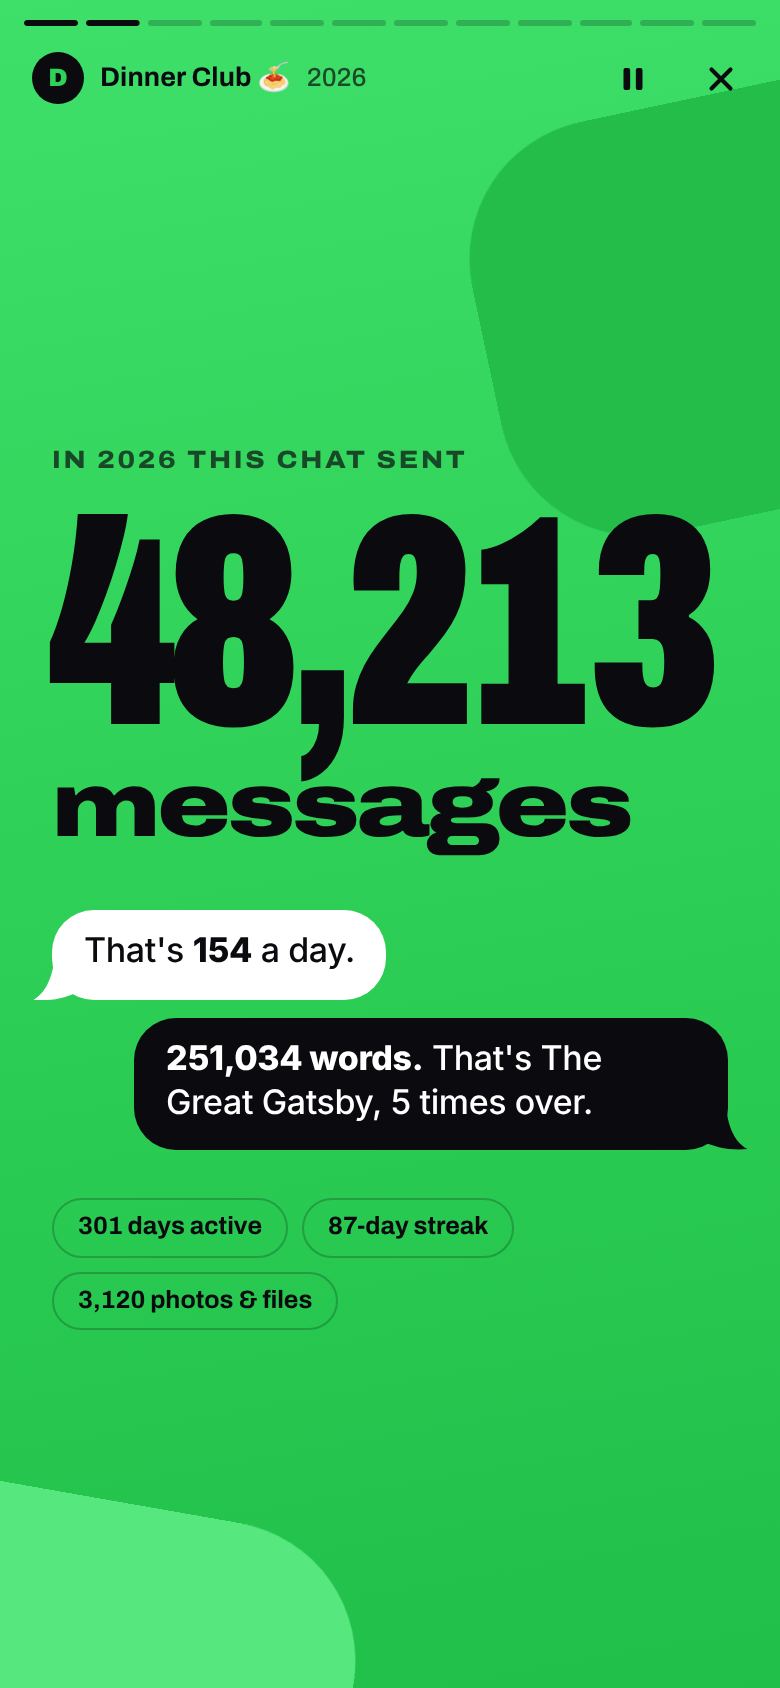 D Dinner Club 🍝 2026
IN 2026 THIS CHAT SENT
48,213
messages
That's 154 a day.
251,034 words. That's The
Great Gatsby, 5 times over.
301 days active 87-day streak
3,120 photos & files